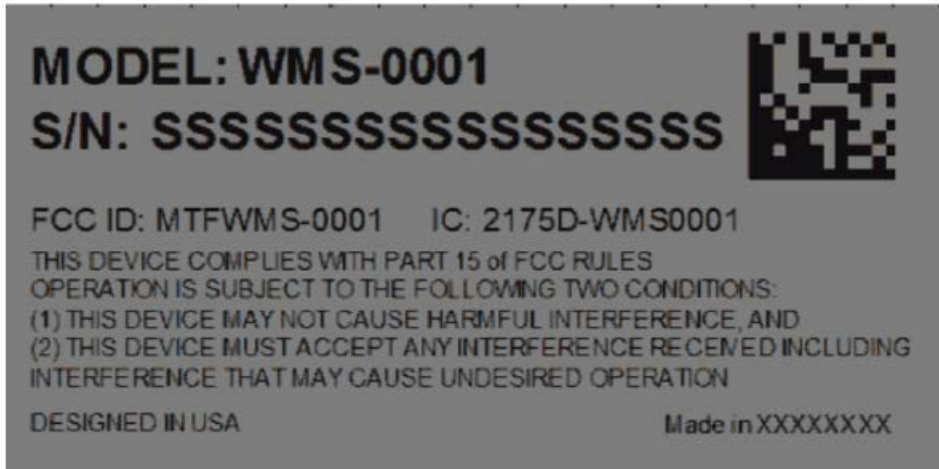 MODEL: WMS-0001
S/N: SSSSSSSSSSSSSSSSSS
FCC ID: MTFWMS-0001 IC: 2175D-WMS0001
THIS DEVICE COMPLIES WITH PART 15 of FCC RULES
OPERATION IS SUBJECT TO THE FOLLOWING TWO CONDITIONS:
(1) THIS DEVICE MAY NOT CAUSE HARMFUL INTERFERENCE, AND
(2) THIS DEVICE MUST ACCEPT ANY INTERFERENCE RECEIVED INCLUDING
INTERFERENCE THAT MAY CAUSE UNDESIRED OPERATION
DESIGNED IN USA Made in XXXXXXXX